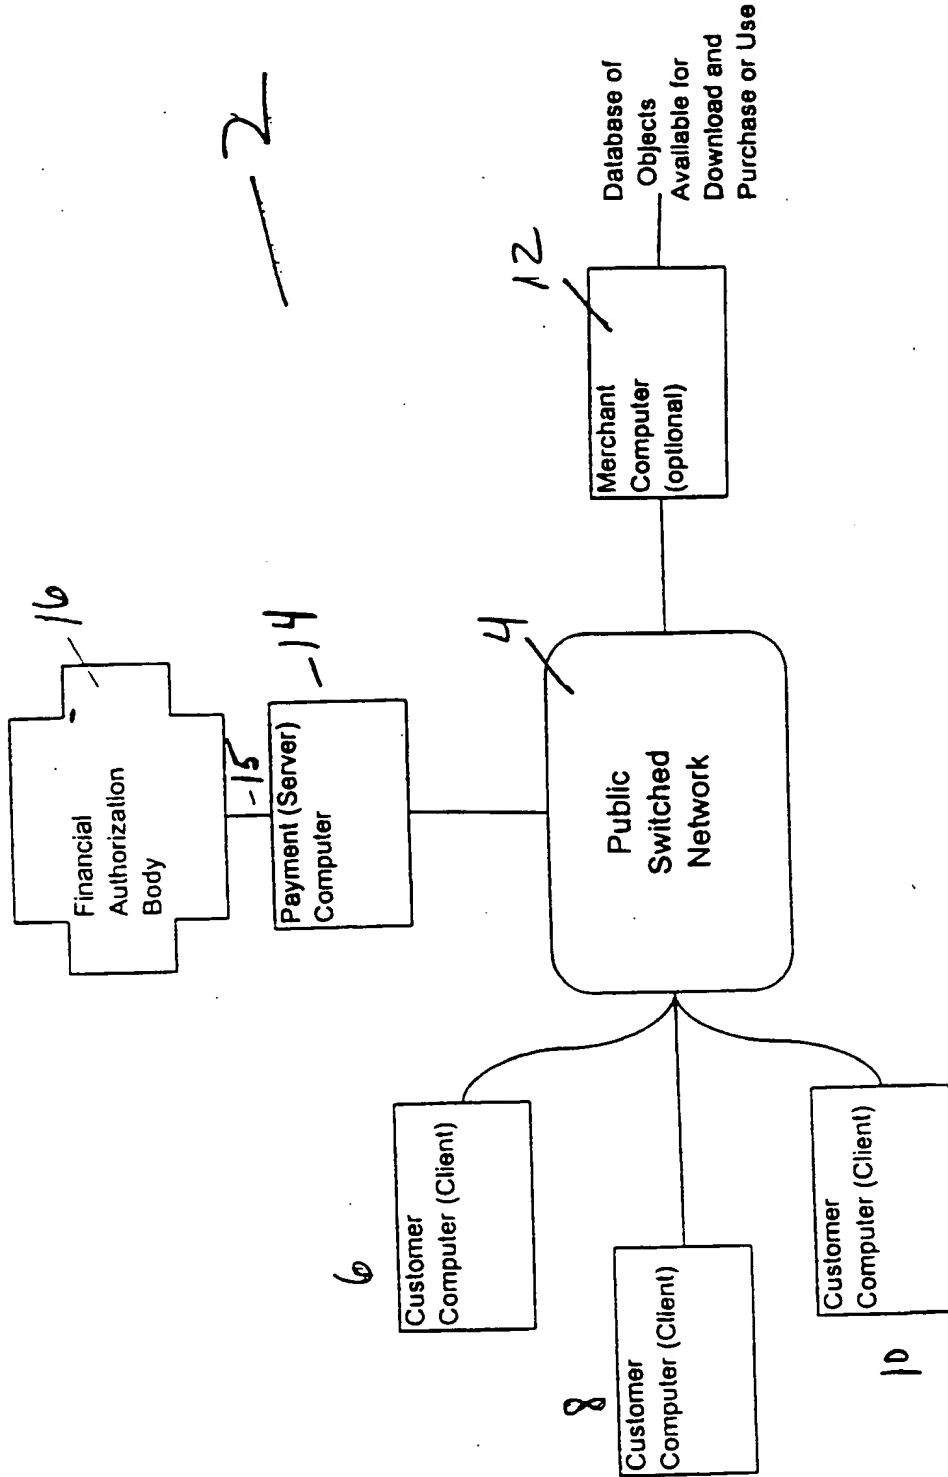 16
Financial
Authorization
Body
-15
Payment (Server)
Computer
-14
2
6
Customer
Computer (Client)
4
Public
Switched
Network
12
Merchant
Computer
(optional)
Database of
Objects
Available for
Download and
Purchase or Use
8
Customer
Computer (Client)
10
Customer
Computer (Client)